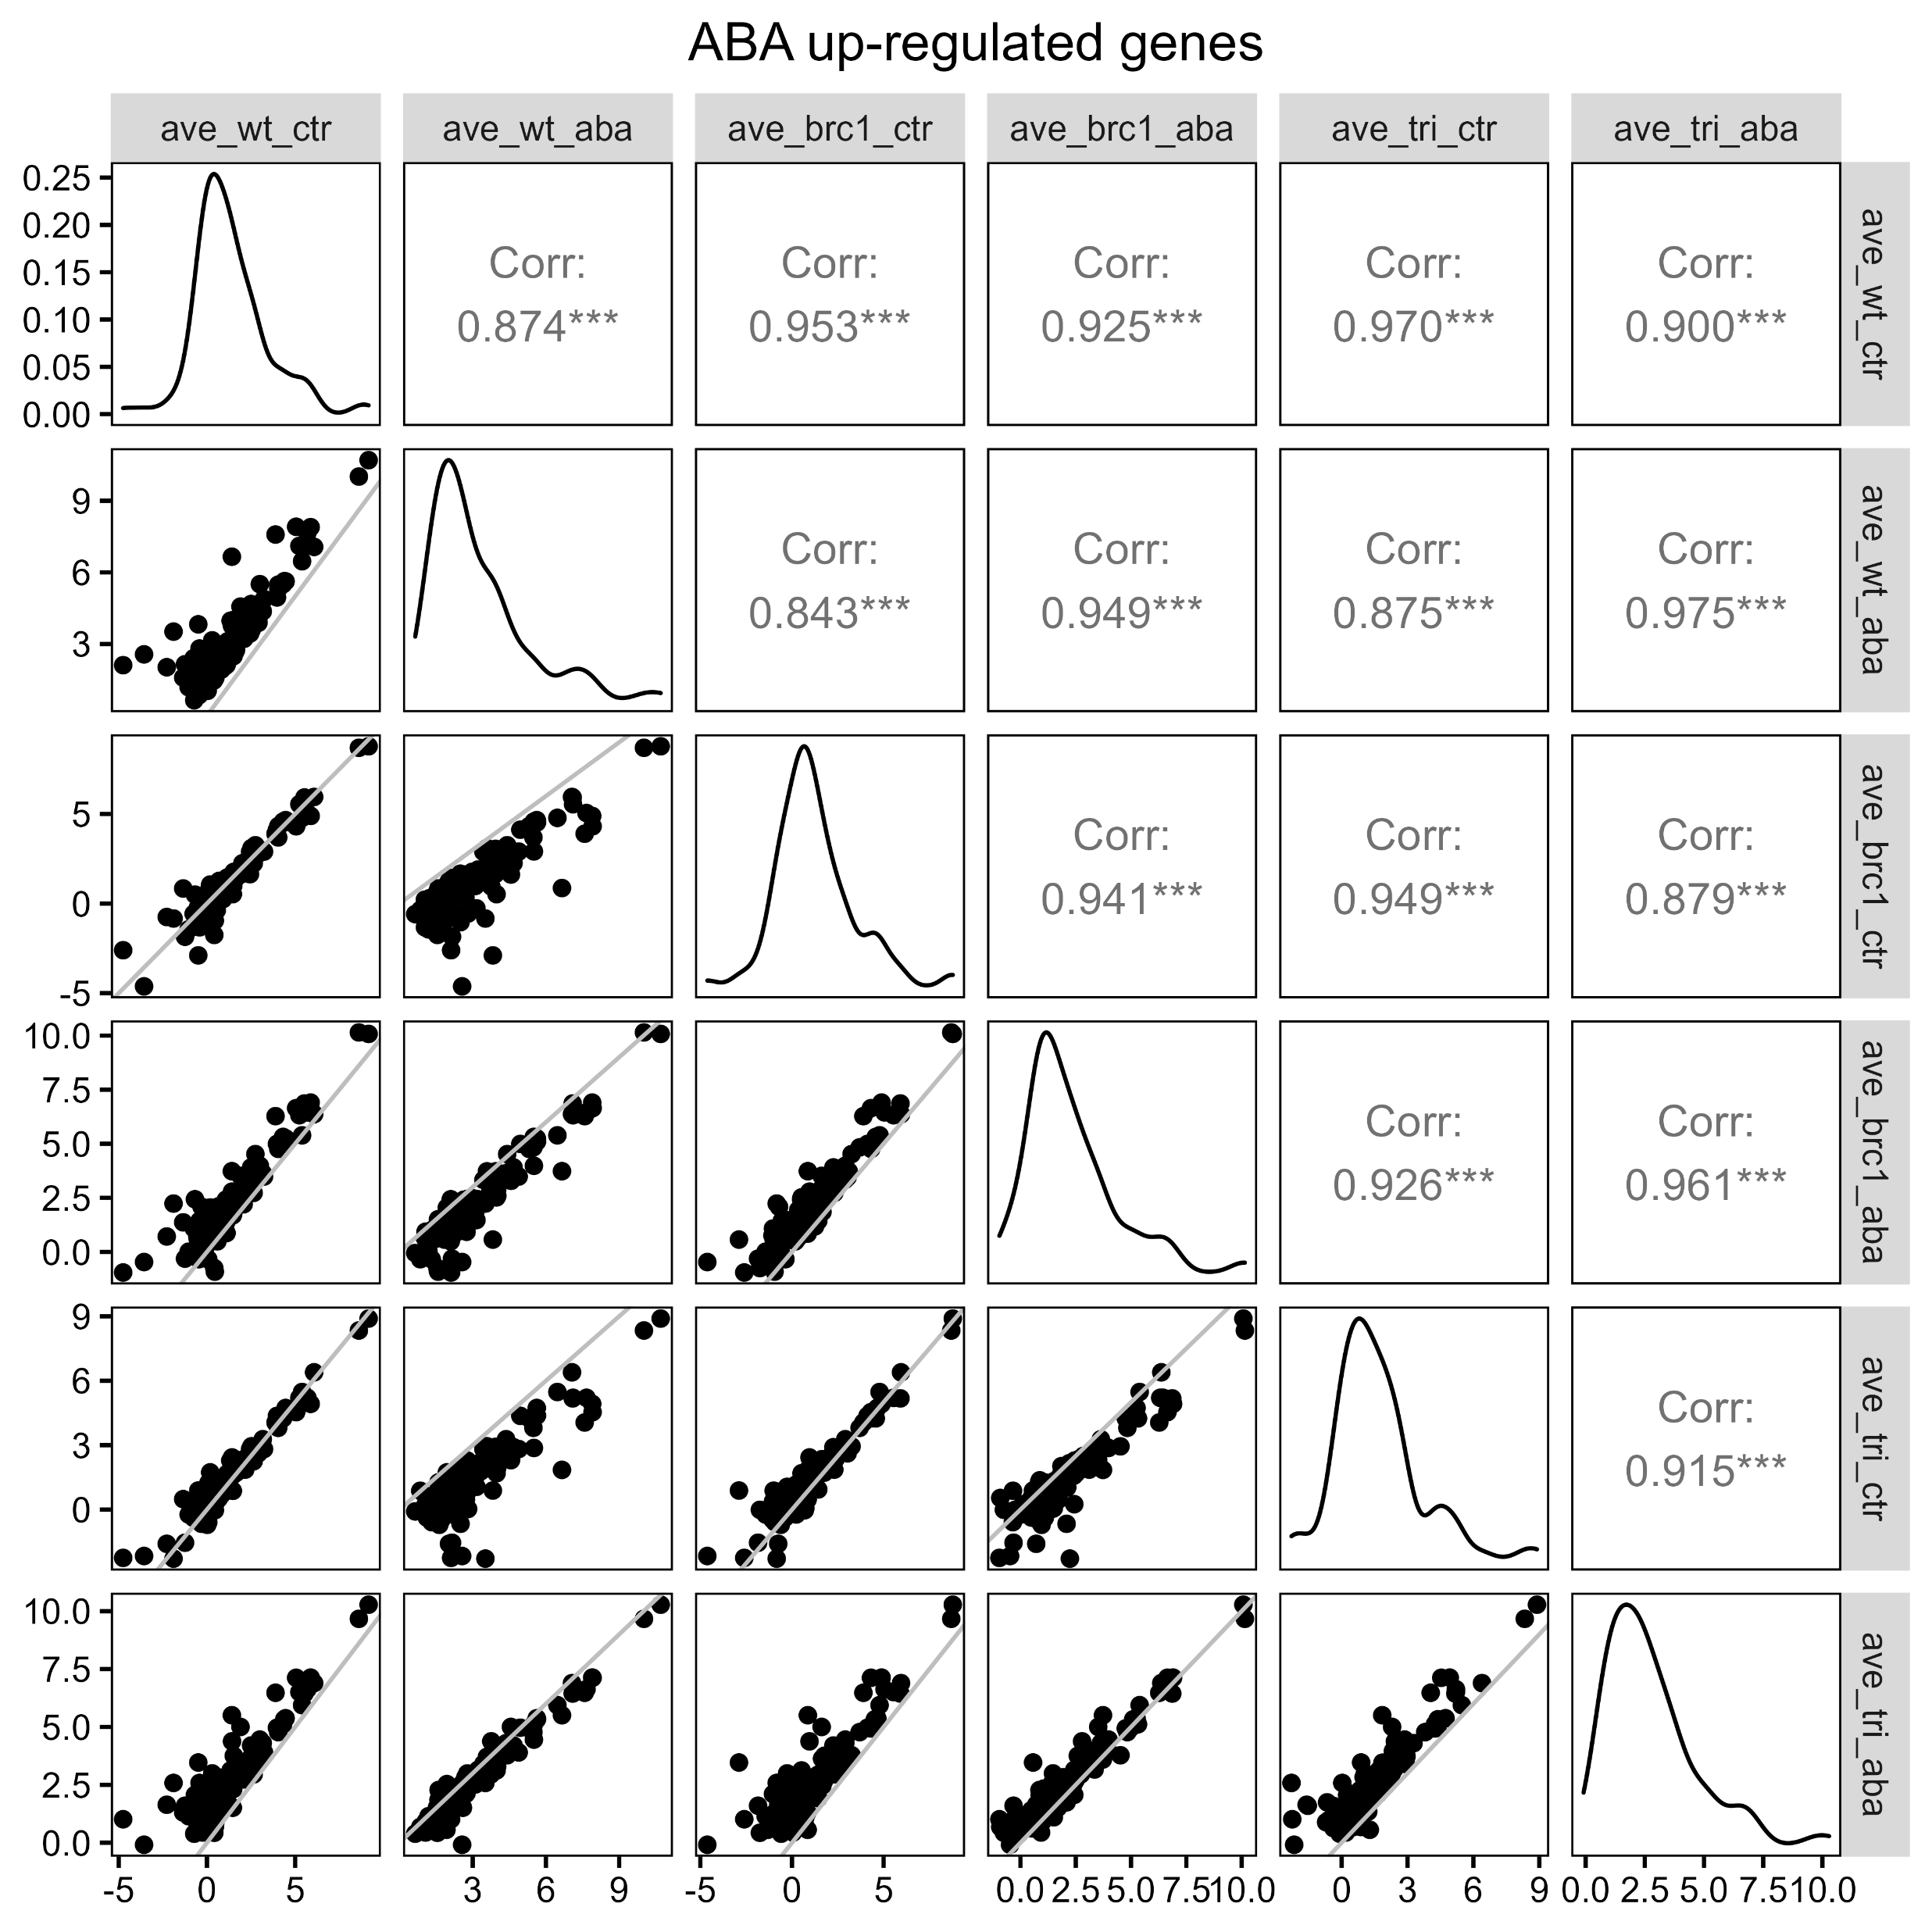 ABA up-regulated genes
ave_wt_ctr ave_wt_aba ave_brc1_ctr ave_brc1_aba ave_tri_ctr ave_tri_aba
0.25
0.20
0.15
0.10
0.05
0.00
Corr:
0.874***
Corr:
0.953***
Corr:
0.925***
Corr:
0.970***
Corr:
0.900***
ave_wt_ctr
9
6
3
Corr:
0.843***
Corr:
0.949***
Corr:
0.875***
Corr:
0.975***
ave_wt_aba
5
0
-5
Corr:
0.941***
Corr:
0.949***
Corr:
0.879***
ave_brc1_ctr
10.0
7.5
5.0
2.5
0.0
Corr:
0.926***
Corr:
0.961***
ave_brc1_aba
9
6
3
0
Corr:
0.915***
ave_tri_ctr
10.0
7.5
5.0
2.5
0.0
ave_tri_aba
-5 0 5 3 6 9 -5 0 5 0.0 2.5 5.0 7.5 10.0 0 3 6 9 0.0 2.5 5.0 7.5 10.0